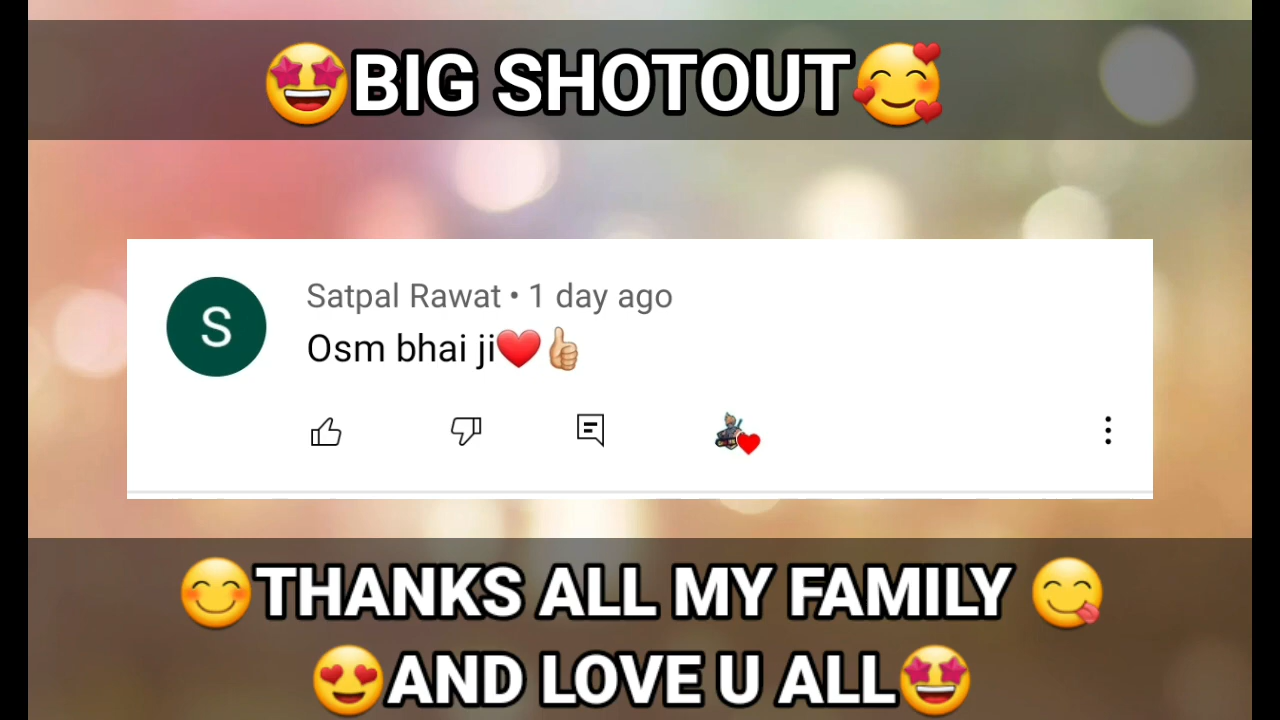 🤩BIG SHOTOUT🥰
S
Satpal Rawat • 1 day ago
Osm bhai ji❤️👍🏼
😊THANKS ALL MY FAMILY 😋
😍AND LOVE U ALL🤩